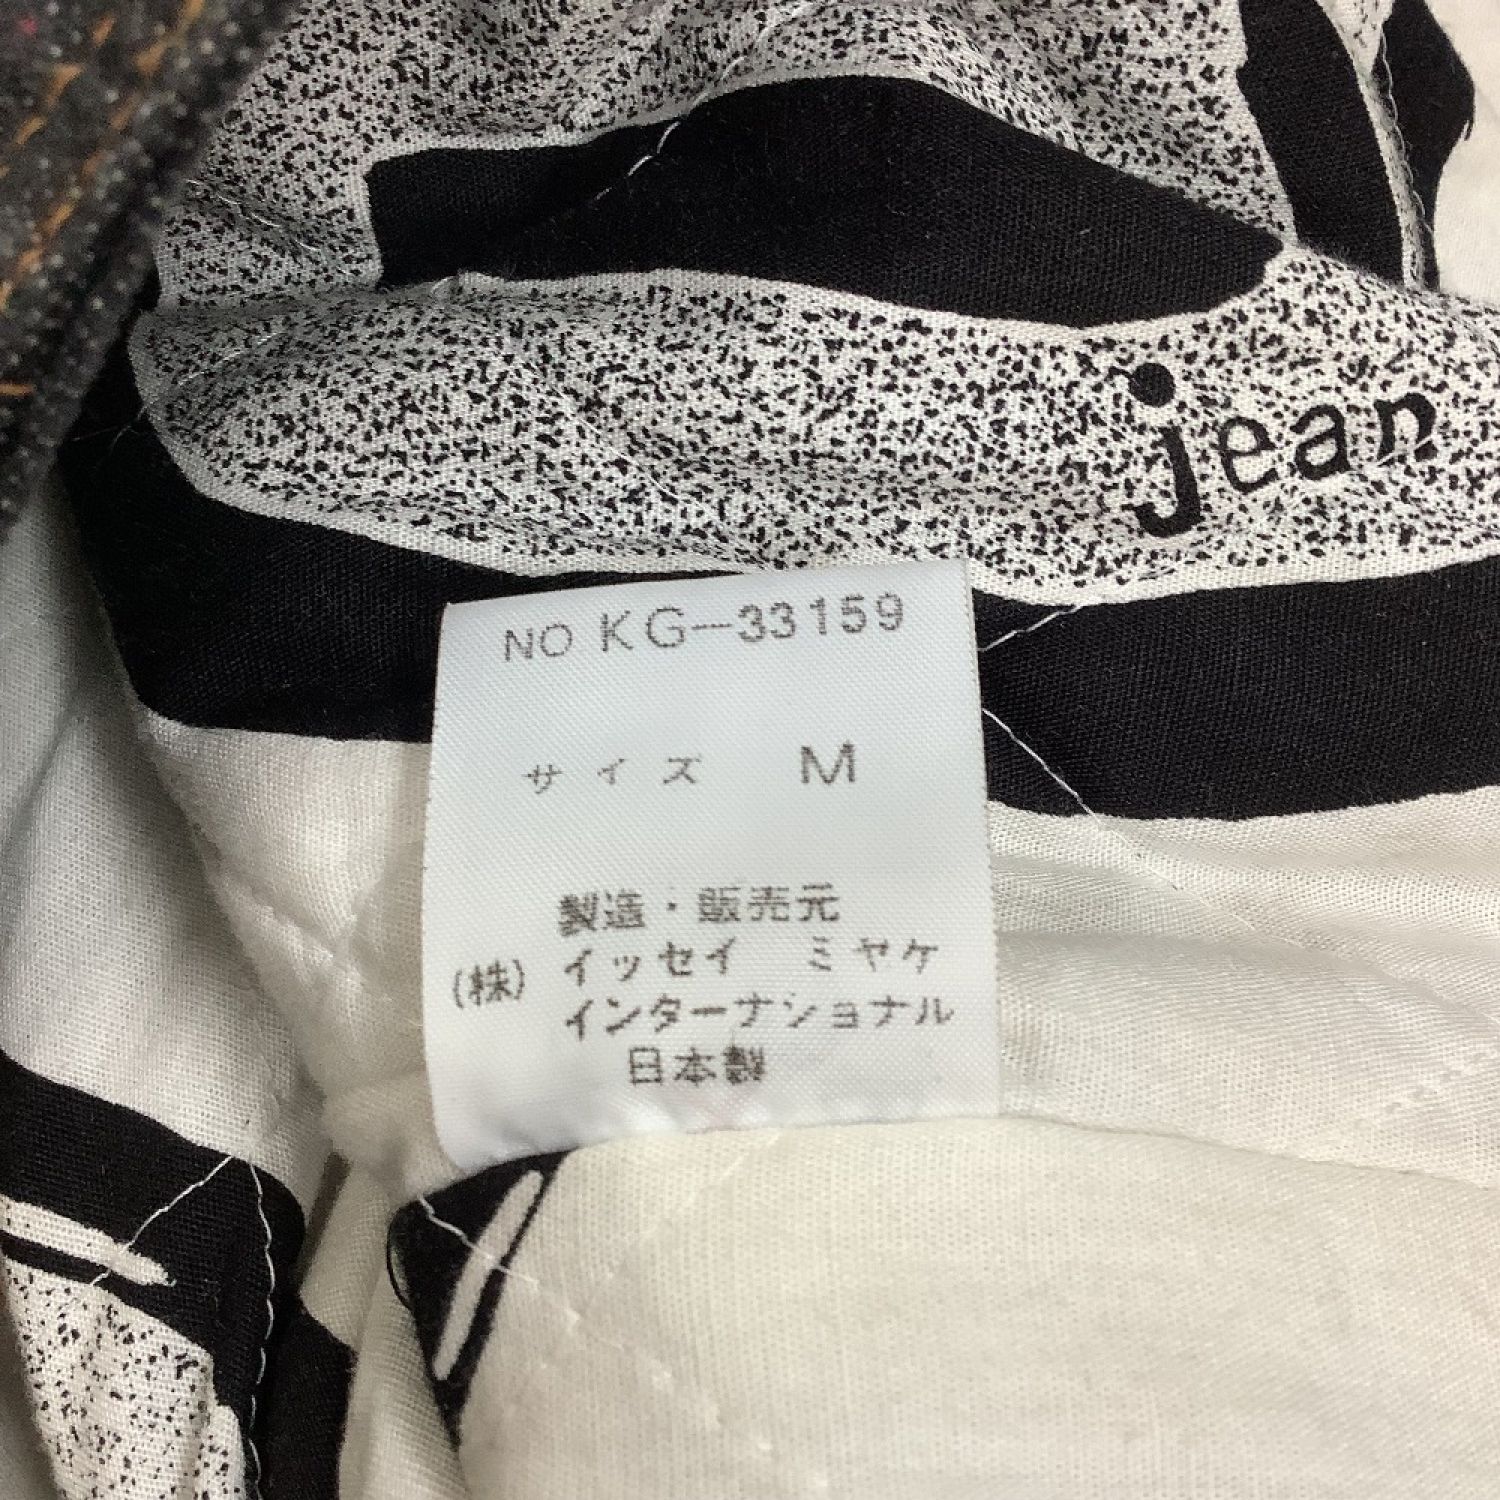 jean
NO KG-33159
サイズ M
製造・販売元
(株) イッセイ ミヤケ
インターナショナル
日本製